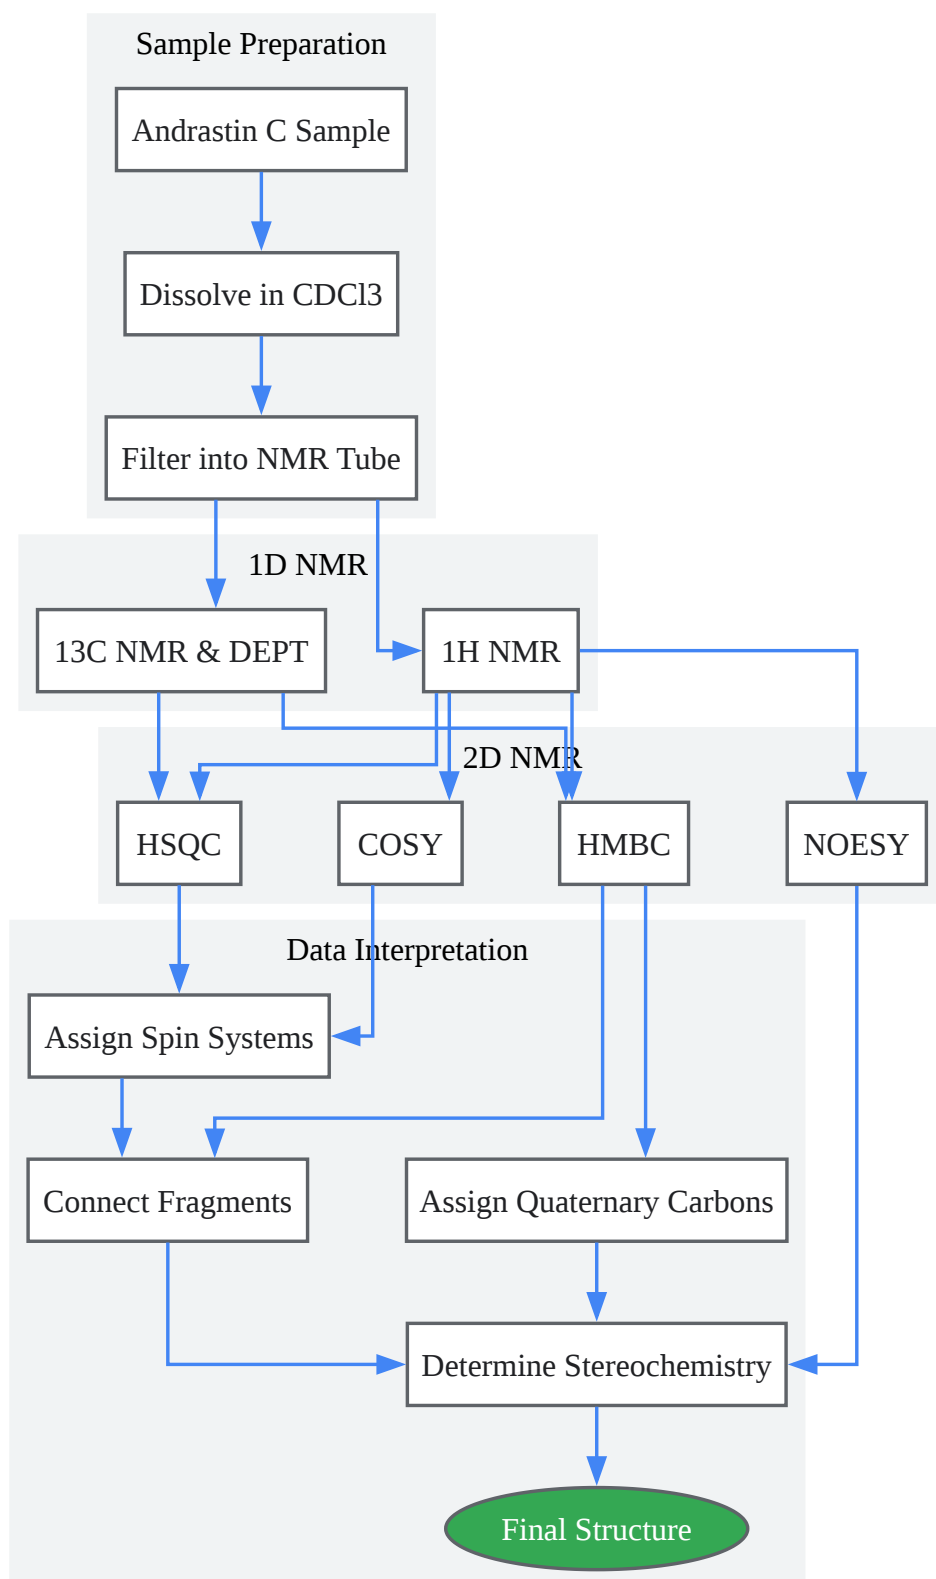 Sample Preparation
Andrastin C Sample
Dissolve in CDCl3
Filter into NMR Tube
1D NMR
13C NMR & DEPT
1H NMR
2D NMR
HSQC
COSY
HMBC
NOESY
Data Interpretation
Assign Spin Systems
Connect Fragments
Assign Quaternary Carbons
Determine Stereochemistry
Final Structure